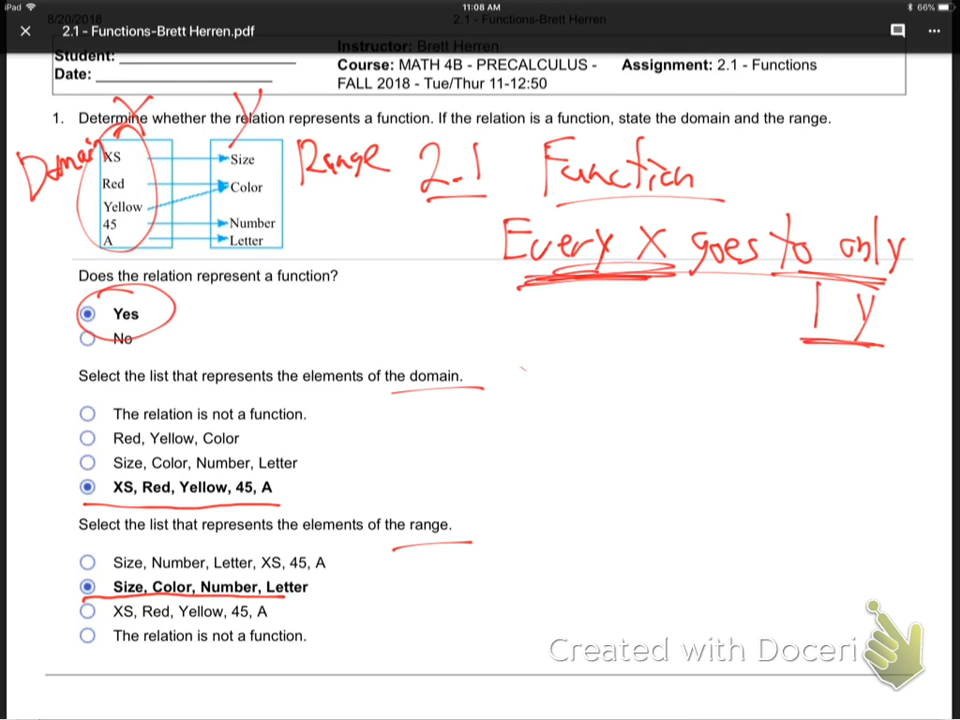 iPad 11:08 AM 66%
8/20/2018 2.1 - Functions-Brett Herren
2.1 - Functions-Brett Herren.pdf
Student: Instructor: Brett Herren
Date: Course: MATH 4B - PRECALCULUS - Assignment: 2.1 - Functions
FALL 2018 - Tue/Thur 11-12:50
1. Determine whether the relation represents a function. If the relation is a function, state the domain and the range.
X Y
Domain Range 2.1 Function
XS Size
Red Color
Yellow
45 Number
A Letter
Every X goes to only
1 y
Does the relation represent a function?
Yes
No
Select the list that represents the elements of the domain.
The relation is not a function.
Red, Yellow, Color
Size, Color, Number, Letter
XS, Red, Yellow, 45, A
Select the list that represents the elements of the range.
Size, Number, Letter, XS, 45, A
Size, Color, Number, Letter
XS, Red, Yellow, 45, A
The relation is not a function.
Created with Doceri